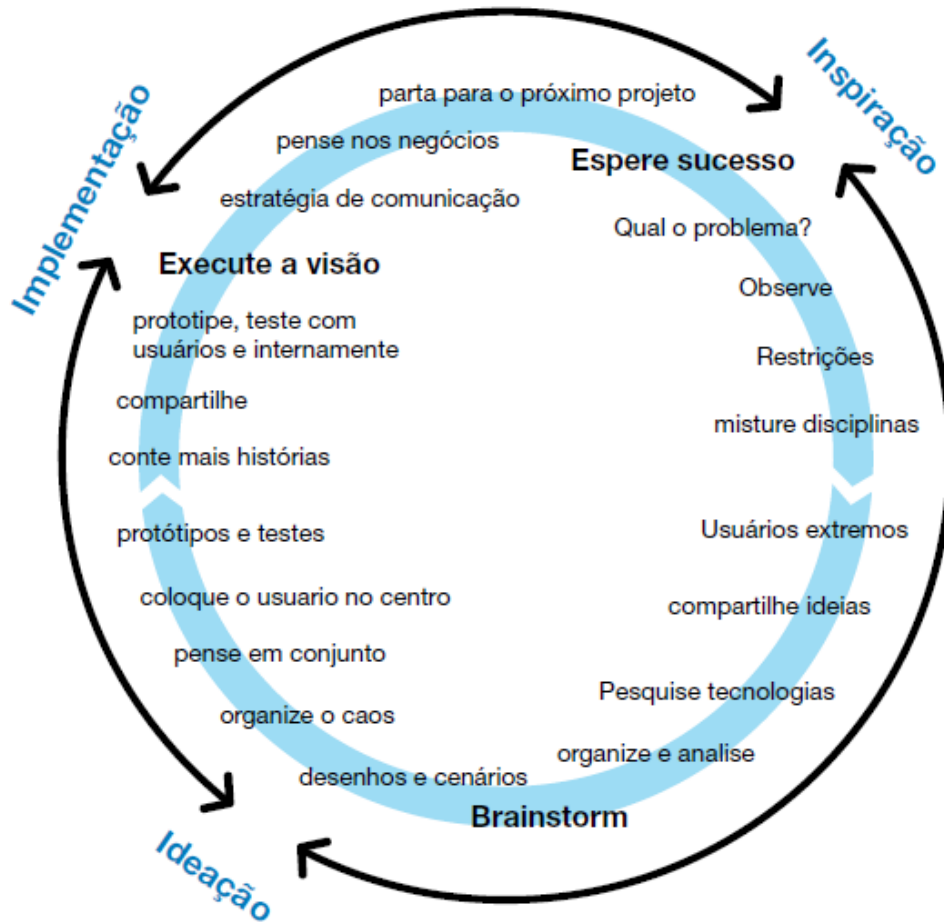 Inspiração
Espere sucesso
Qual o problema?
Observe
Restrições
misture disciplinas
Usuários extremos
compartilhe ideias
Pesquise tecnologias
organize e analise
Brainstorm
Ideação
desenhos e cenários
organize o caos
pense em conjunto
coloque o usuario no centro
protótipos e testes
conte mais histórias
compartilhe
prototipe, teste com
usuários e internamente
Execute a visão
Implementação
estratégia de comunicação
pense nos negócios
parta para o próximo projeto